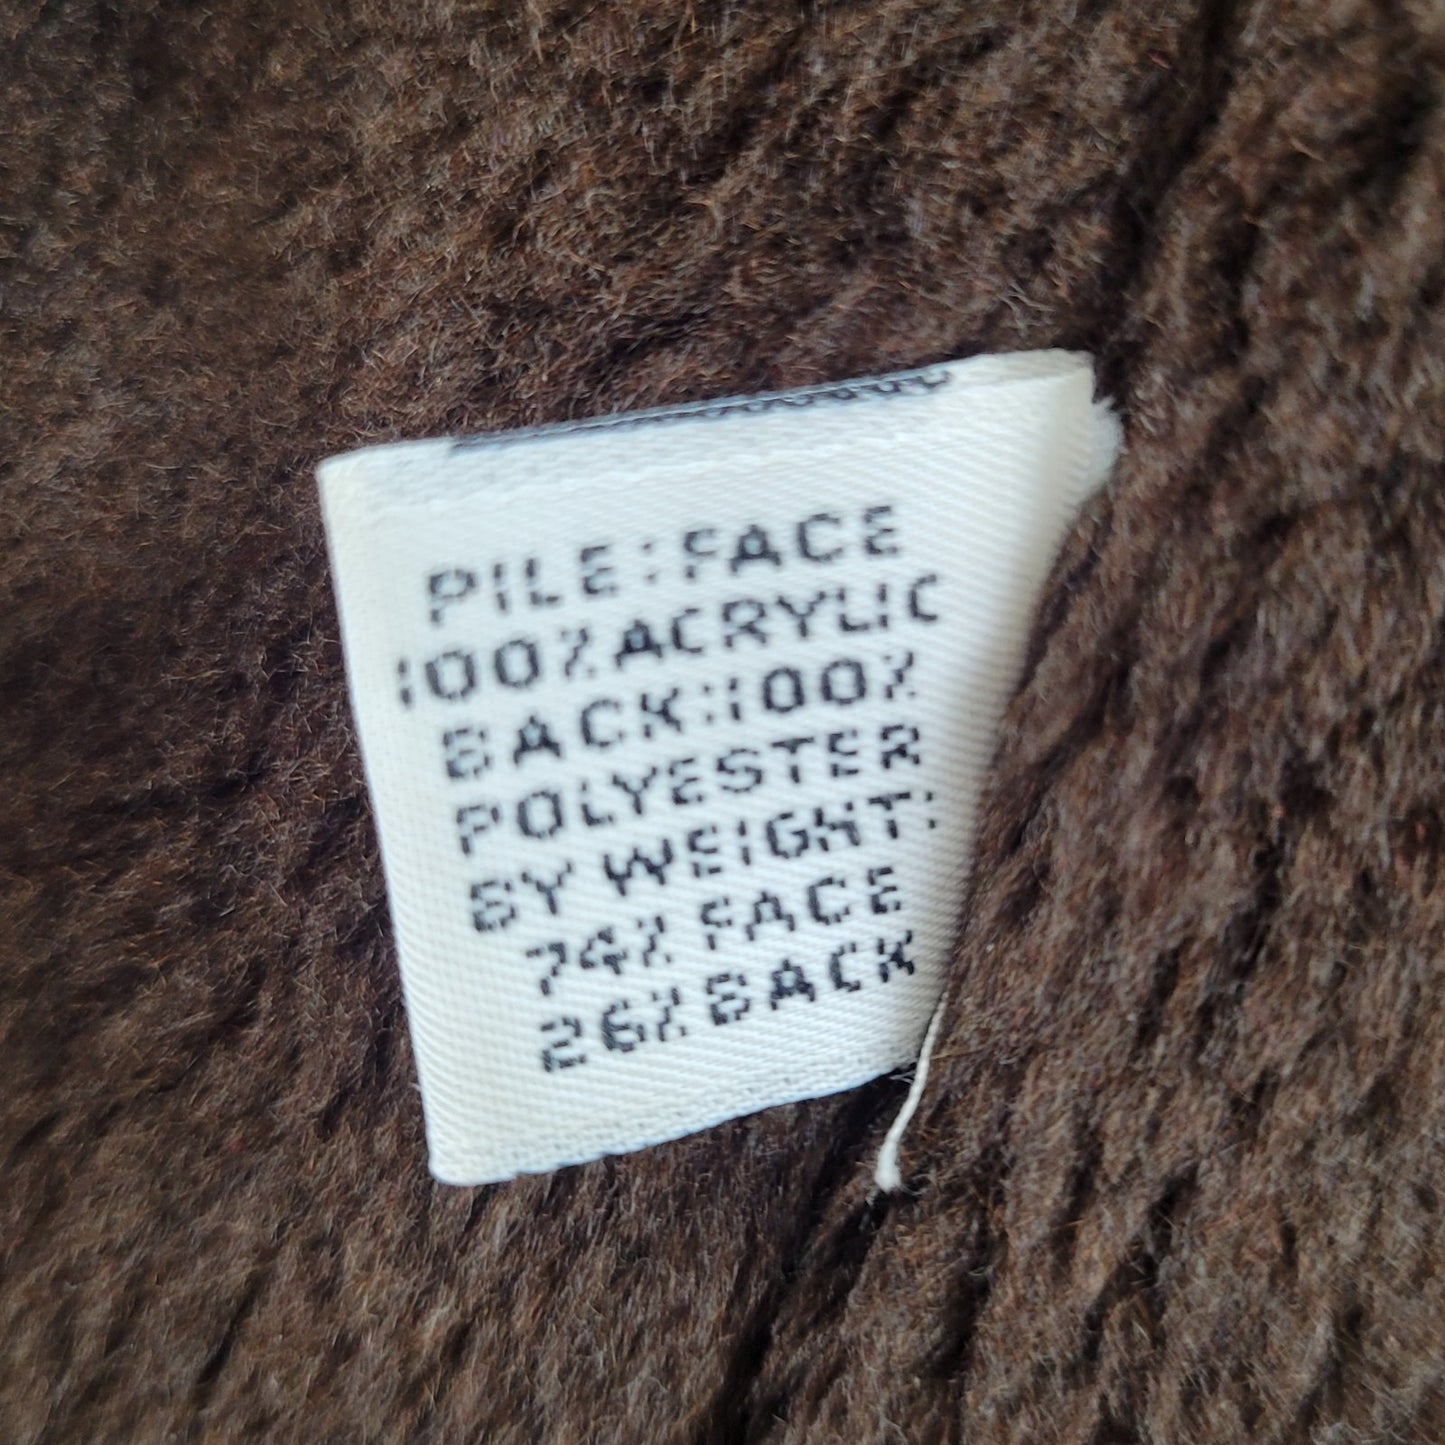 PILE:FACE
100%ACRYLIC
BACK:100%
POLYESTER
BY WEIGHT:
74% FACE
26% BACK